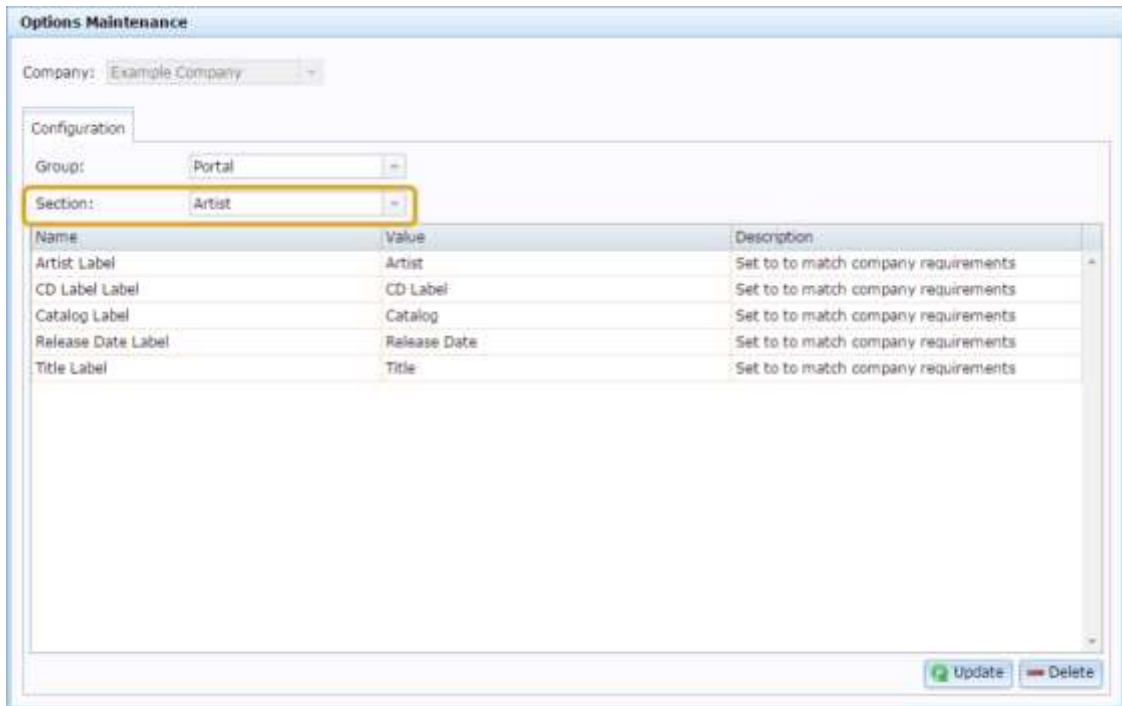 Options Maintenance
Company: Example Company
Configuration
Group: Portal
Section: Artist
Name Value Description
Artist Label Artist Set to to match company requirements
CD Label Label CD Label Set to to match company requirements
Catalog Label Catalog Set to to match company requirements
Release Date Label Release Date Set to to match company requirements
Title Label Title Set to to match company requirements
Update Delete